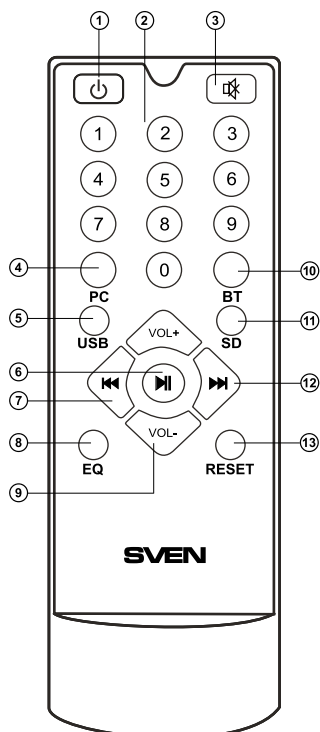 1 2 3
1 2 3
4 5 6
7 8 9
4 0 10
PC BT
5 11
USB VOL+ SD
6
7 12
8 VOL- 13
EQ RESET
9
SVEN